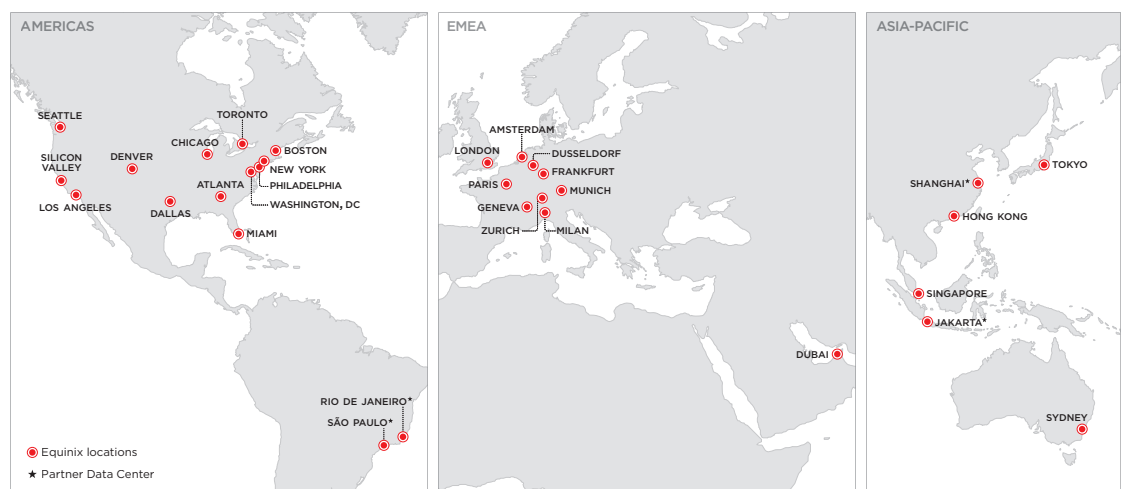 AMERICAS
SEATTLE
TORONTO
CHICAGO
BOSTON
SILICON
VALLEY
DENVER
NEW YORK
ATLANTA
PHILADELPHIA
LOS ANGELES
DALLAS
WASHINGTON, DC
MIAMI
RIO DE JANEIRO★
SÃO PAULO★
Equinix locations
★ Partner Data Center
EMEA
AMSTERDAM
LONDON
DUSSELDORF
FRANKFURT
PARIS
MUNICH
GENEVA
ZURICH
MILAN
DUBAI
ASIA-PACIFIC
TOKYO
SHANGHAI★
HONG KONG
SINGAPORE
JAKARTA★
SYDNEY